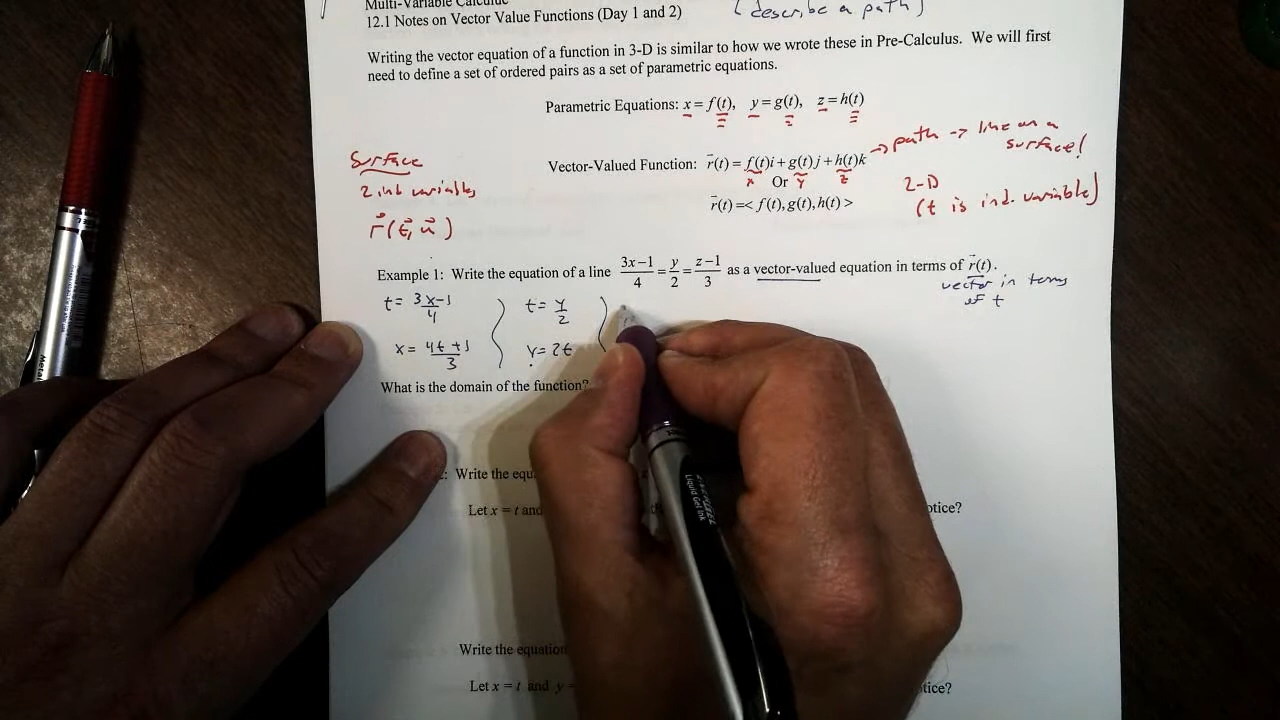 Multi-Variable Calculus
12.1 Notes on Vector Value Functions (Day 1 and 2)
(describe a path)
Writing the vector equation of a function in 3-D is similar to how we wrote these in Pre-Calculus. We will first
need to define a set of ordered pairs as a set of parametric equations.
Parametric Equations: x = f(t), y = g(t), z = h(t)
→ path → line on a
surface!
Surface
2 ind variables
r⃗(t, u⃗)
Vector-Valued Function: r⃗(t) = f(t)i + g(t)j + h(t)k
x y z
Or
r⃗(t) =< f(t), g(t), h(t) >
2-D
(t is ind. variable)
Example 1: Write the equation of a line (3x−1)/4 = y/2 = (z−1)/3 as a vector-valued equation in terms of r⃗(t).
vector in terms
of t
t = (3x−1)/4
t = y/2
x = (4t+1)/3
y = 2t
What is the domain of the function?
: Write the equ
Let x = t and
otice?
Write the equation
Let x = t and y =
tice?
Liquid Gel Ink